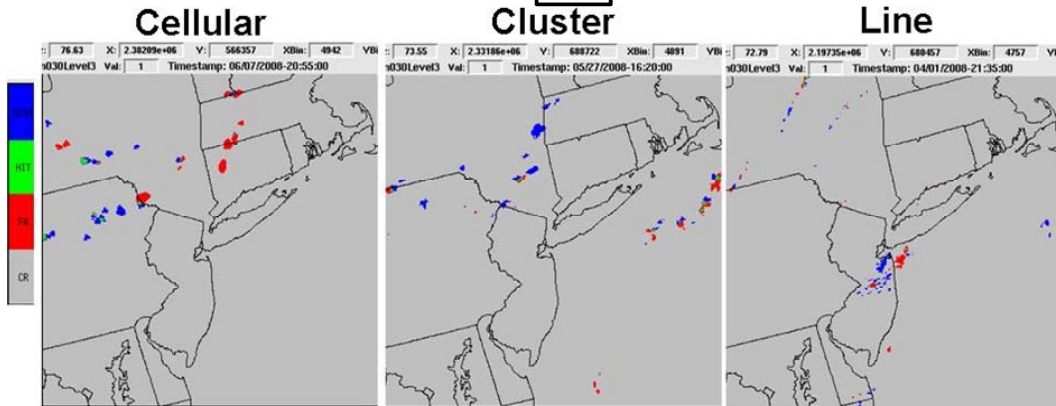 Cellular
Cluster
Line
: 76.63 X: 2.38209e+06 Y: 566357 XBin: 4942 YBi
n030Level3 Val: 1 Timestamp: 06/07/2008-20:55:00
: 73.55 X: 2.33186e+06 Y: 688722 XBin: 4891 YBi
n030Level3 Val: 1 Timestamp: 05/27/2008-16:20:00
: 72.79 X: 2.19735e+06 Y: 680457 XBin: 4757 YBi
n030Level3 Val: 1 Timestamp: 04/01/2008-21:35:00
HIT
FA
CR